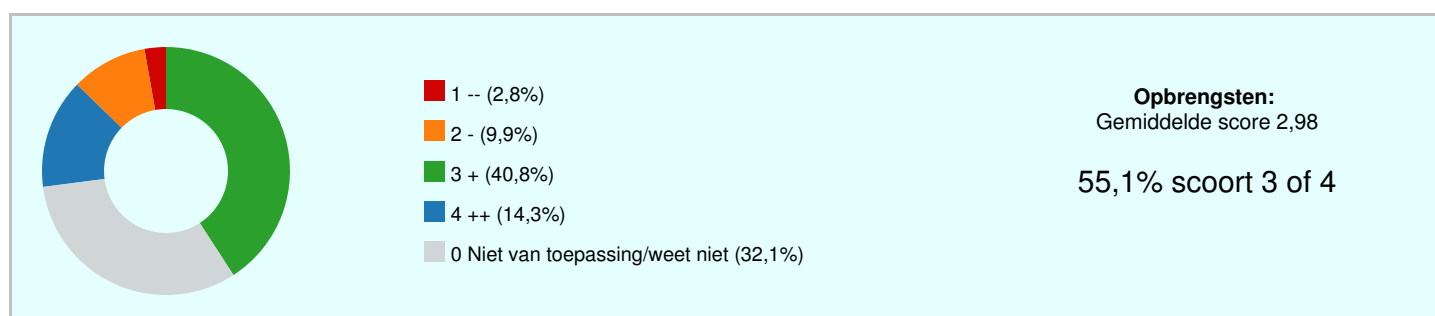 1 -- (2,8%)
2 - (9,9%)
3 + (40,8%)
4 ++ (14,3%)
0 Niet van toepassing/weet niet (32,1%)
Opbrengsten:
Gemiddelde score 2,98
55,1% scoort 3 of 4